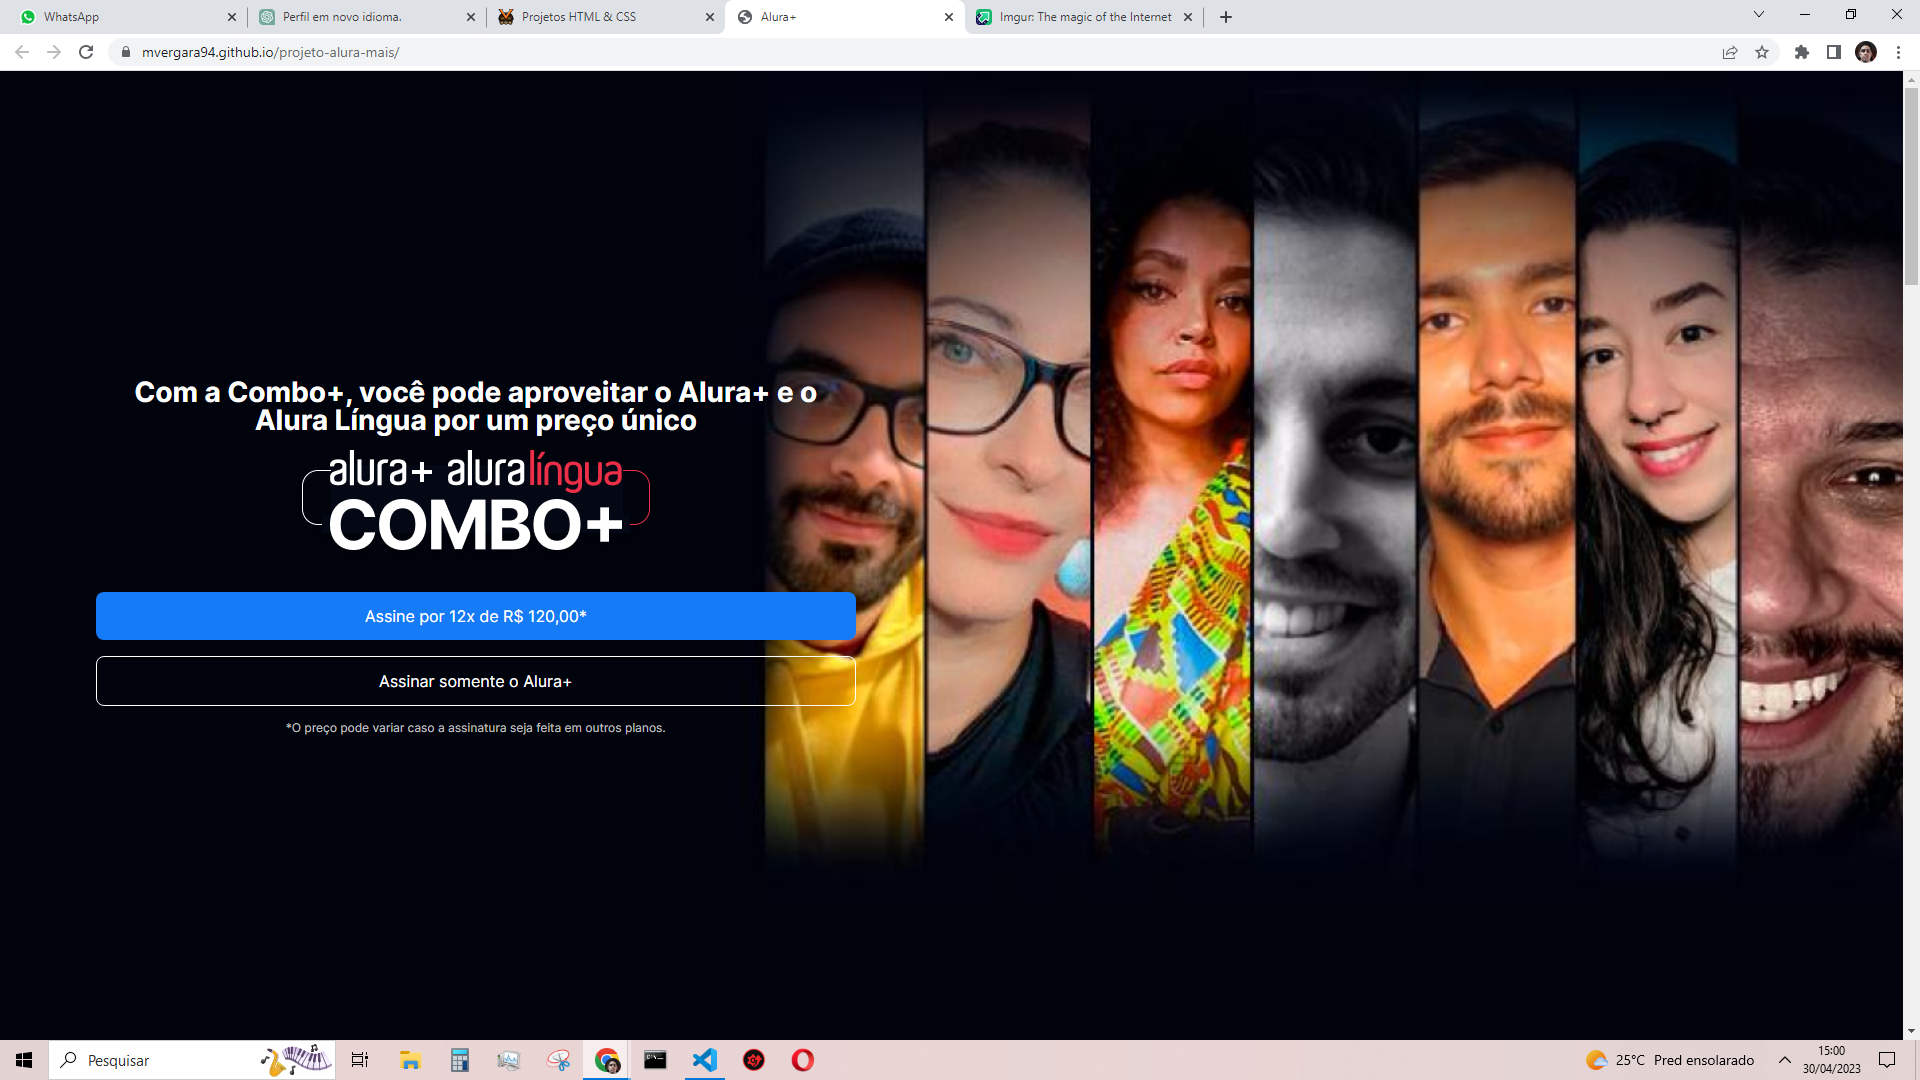 WhatsApp
Perfil em novo idioma.
Projetos HTML & CSS
Alura+
Imgur: The magic of the Internet
mvergara94.github.io/projeto-alura-mais/
Com a Combo+, você pode aproveitar o Alura+ e o
Alura Língua por um preço único
alura+ aluralíngua
COMBO+
Assine por 12x de R$ 120,00*
Assinar somente o Alura+
*O preço pode variar caso a assinatura seja feita em outros planos.
Pesquisar
25°C Pred ensolarado
15:00
30/04/2023